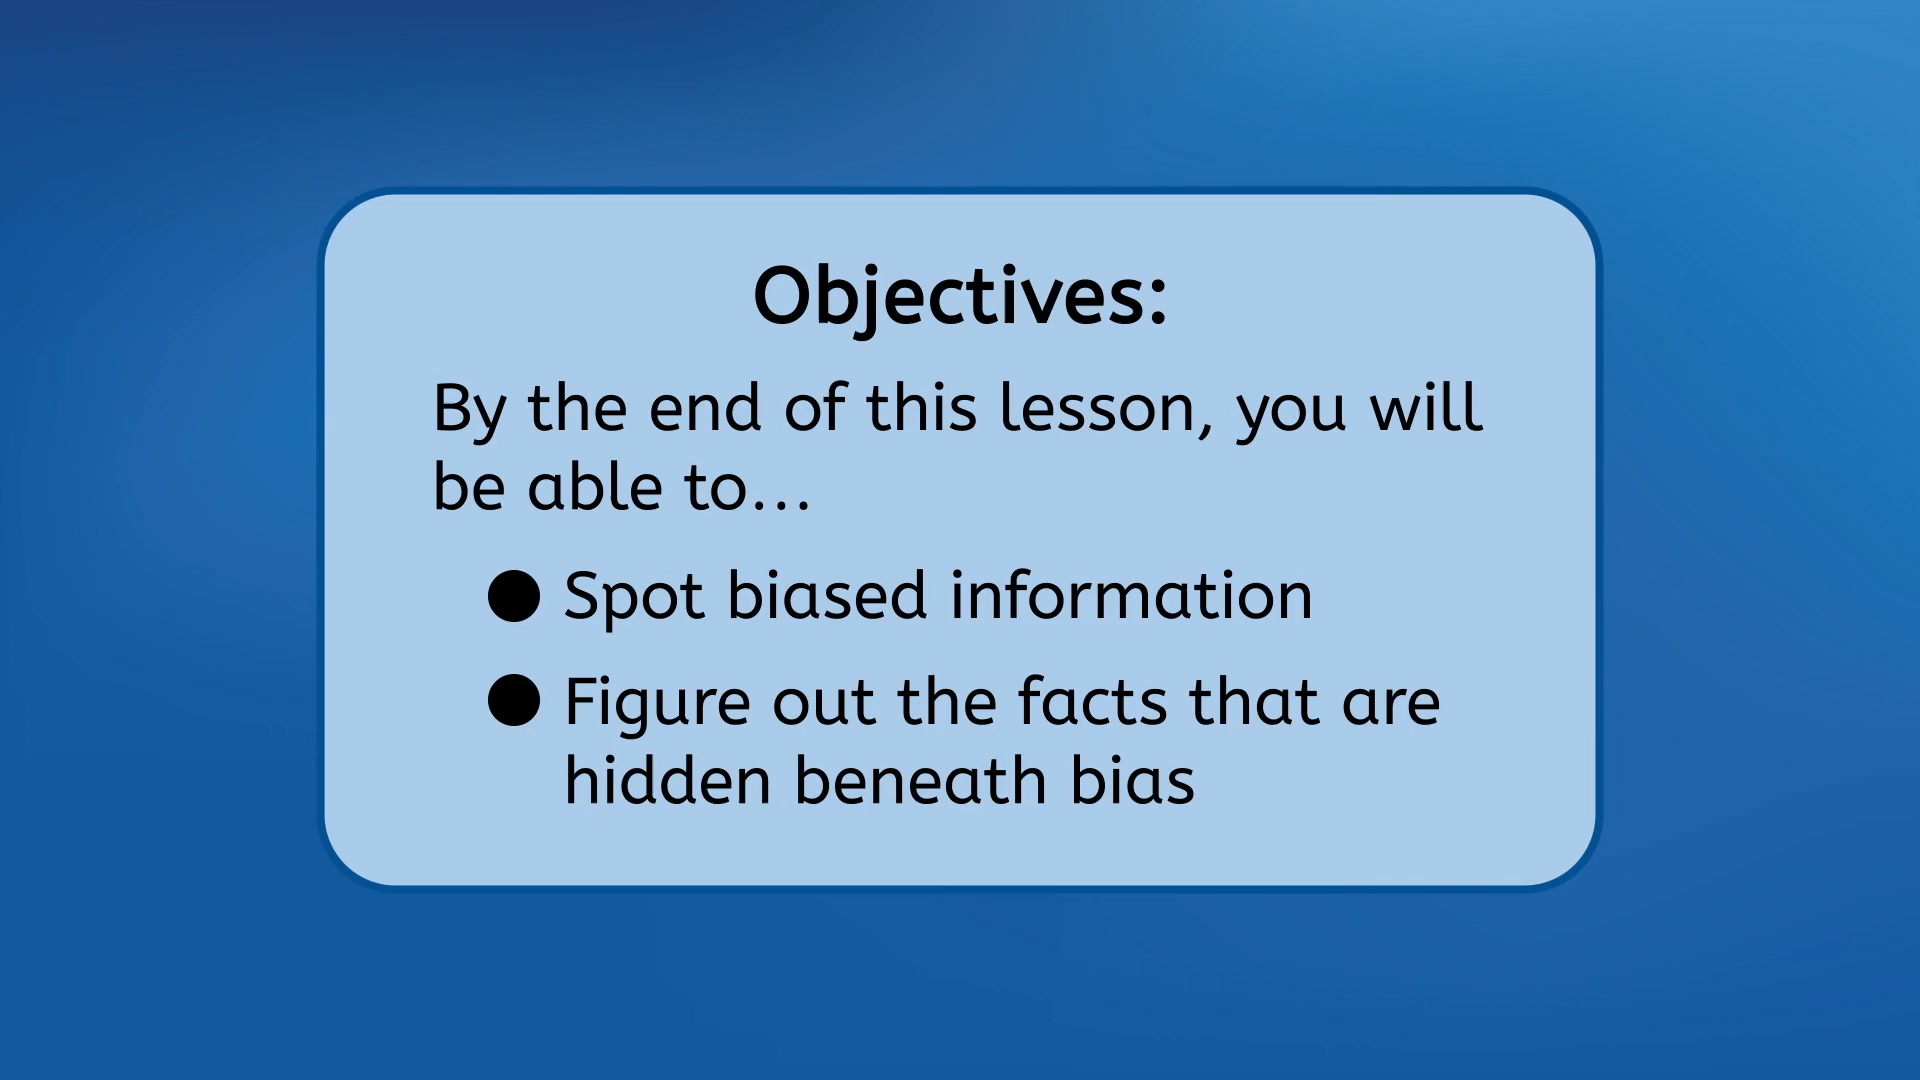 Objectives:
By the end of this lesson, you will
be able to...
● Spot biased information
● Figure out the facts that are
hidden beneath bias